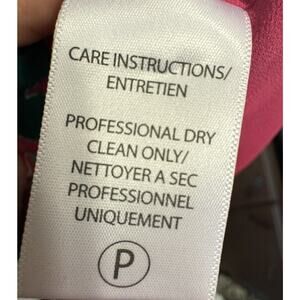 CARE INSTRUCTIONS/
ENTRETIEN
PROFESSIONAL DRY
CLEAN ONLY/
NETTOYER A SEC
PROFESSIONNEL
UNIQUEMENT
P